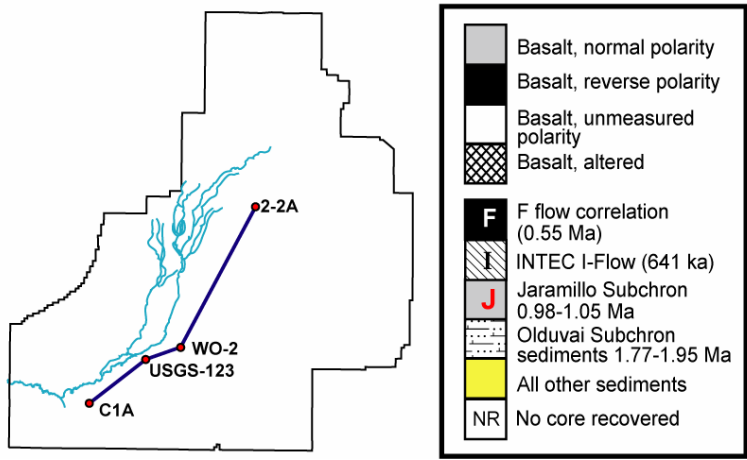 2-2A
WO-2
USGS-123
C1A
Basalt, normal polarity
Basalt, reverse polarity
Basalt, unmeasured
polarity
Basalt, altered
F
F flow correlation
(0.55 Ma)
I
INTEC I-Flow (641 ka)
J
Jaramillo Subchron
0.98-1.05 Ma
Olduvai Subchron
sediments 1.77-1.95 Ma
All other sediments
NR
No core recovered